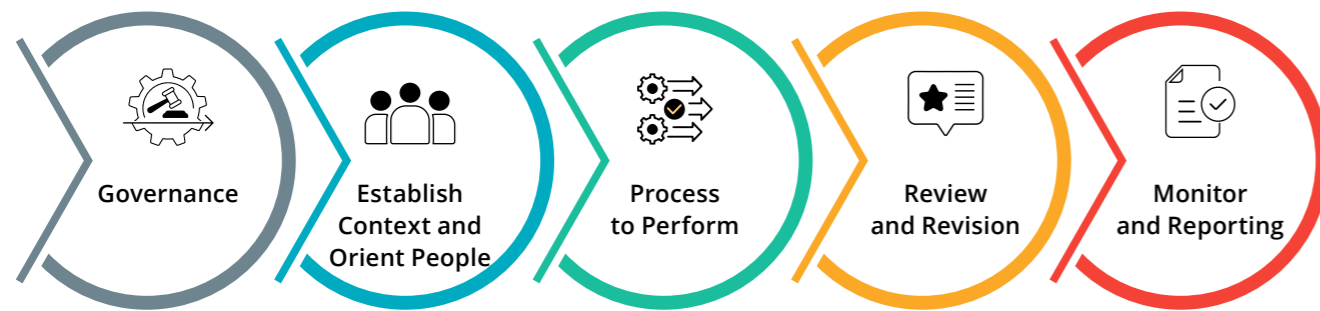 Governance
Establish
Context and
Orient People
Process
to Perform
Review
and Revision
Monitor
and Reporting